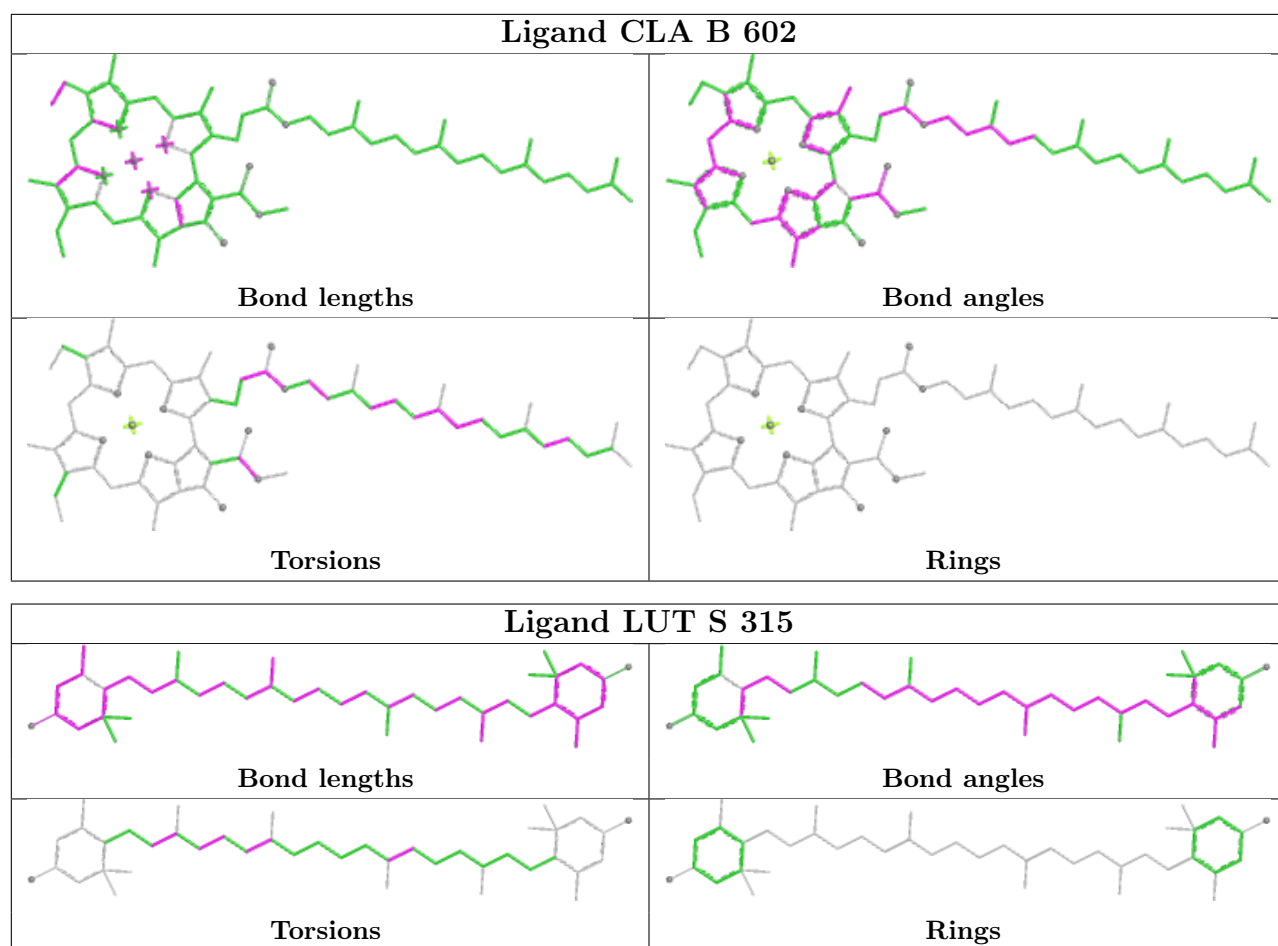 Ligand CLA B 602
Bond lengths
Bond angles
Torsions
Rings
Ligand LUT S 315
Bond lengths
Bond angles
Torsions
Rings